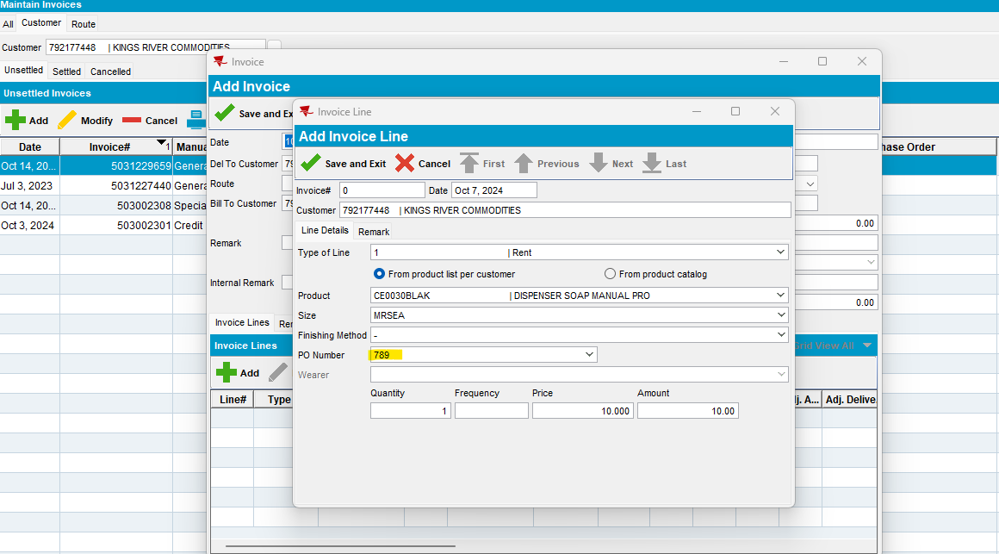 Maintain Invoices
All Customer Route
Customer 792177448 | KINGS RIVER COMMODITIES
Unsettled Settled Cancelled
Unsettled Invoices
Add Modify Cancel
Date Invoice# 1 hase Order
Oct 14, 20... 5031229659 Genera
Jul 3, 2023 5031227440 Genera
Oct 14, 20... 503002308 Specia
Oct 3, 2024 503002301 Credit
Invoice
Add Invoice
Save and Ex
Date
Del To Customer 79
Route
Bill To Customer 79
0.00
Remark
Internal Remark
0.00
Invoice Lines
Invoice Lines Grid View All
Add
Line# Type Adj. Delive
Invoice Line
Add Invoice Line
Save and Exit Cancel First Previous Next Last
Invoice# 0 Date Oct 7, 2024
Customer 792177448 | KINGS RIVER COMMODITIES
Line Details Remark
Type of Line 1 | Rent
From product list per customer From product catalog
Product CE0030BLAK | DISPENSER SOAP MANUAL PRO
Size MRSEA
Finishing Method -
PO Number 789
Wearer
Quantity Frequency Price Amount
1 10.000 10.00